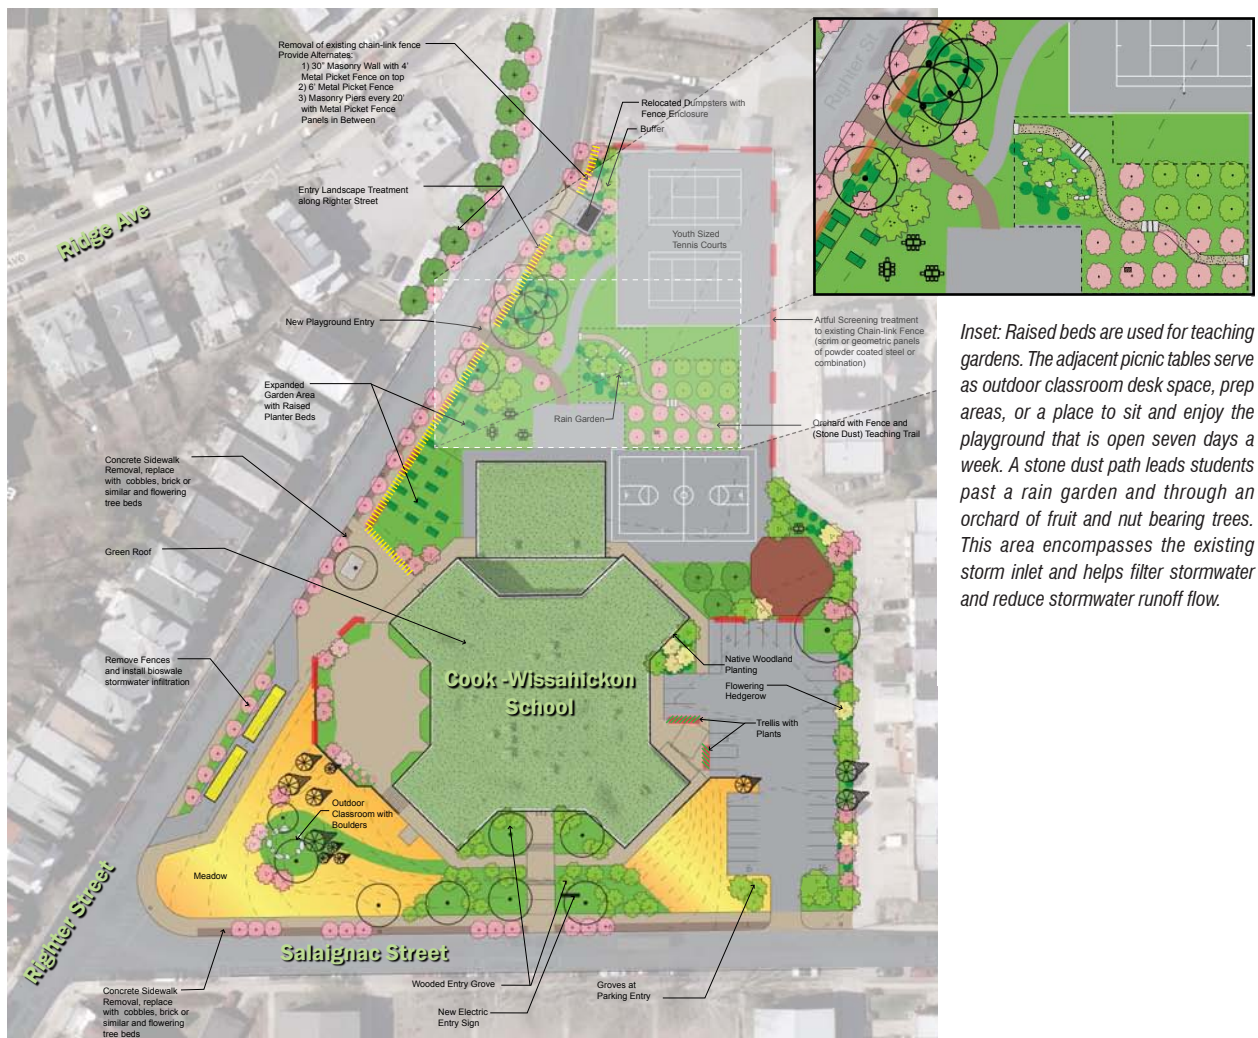 Removal of existing chain-link fence
Provide Alternates:
1) 30" Masonry Wall with 4'
Metal Picket Fence on top
2) 6' Metal Picket Fence
3) Masonry Piers every 20'
with Metal Picket Fence
Panels in Between
Relocated Dumpsters with
Fence Enclosure
Buffer
Righter St
Entry Landscape Treatment
along Righter Street
Ridge Ave
Ave
Youth Sized
Tennis Courts
New Playground Entry
Artful Screening treatment
to existing Chain-link Fence
(scrim or geometric panels
of powder coated steel or
combination)
Expanded
Garden Area
with Raised
Planter Beds
Rain Garden
Orchard with Fence and
(Stone Dust) Teaching Trail
Concrete Sidewalk
Removal, replace
with cobbles, brick or
similar and flowering
tree beds
Green Roof
Remove Fences
and install bioswale
stormwater infiltration
Cook -Wissahickon
School
Native Woodland
Planting
Flowering
Hedgerow
Trellis with
Plants
Outdoor
Classroom with
Boulders
Meadow
Righter Street
Salaignac Street
Concrete Sidewalk
Removal, replace
with cobbles, brick or
similar and flowering
tree beds
Wooded Entry Grove
New Electric
Entry Sign
Groves at
Parking Entry
Inset: Raised beds are used for teaching
gardens. The adjacent picnic tables serve
as outdoor classroom desk space, prep
areas, or a place to sit and enjoy the
playground that is open seven days a
week. A stone dust path leads students
past a rain garden and through an
orchard of fruit and nut bearing trees.
This area encompasses the existing
storm inlet and helps filter stormwater
and reduce stormwater runoff flow.